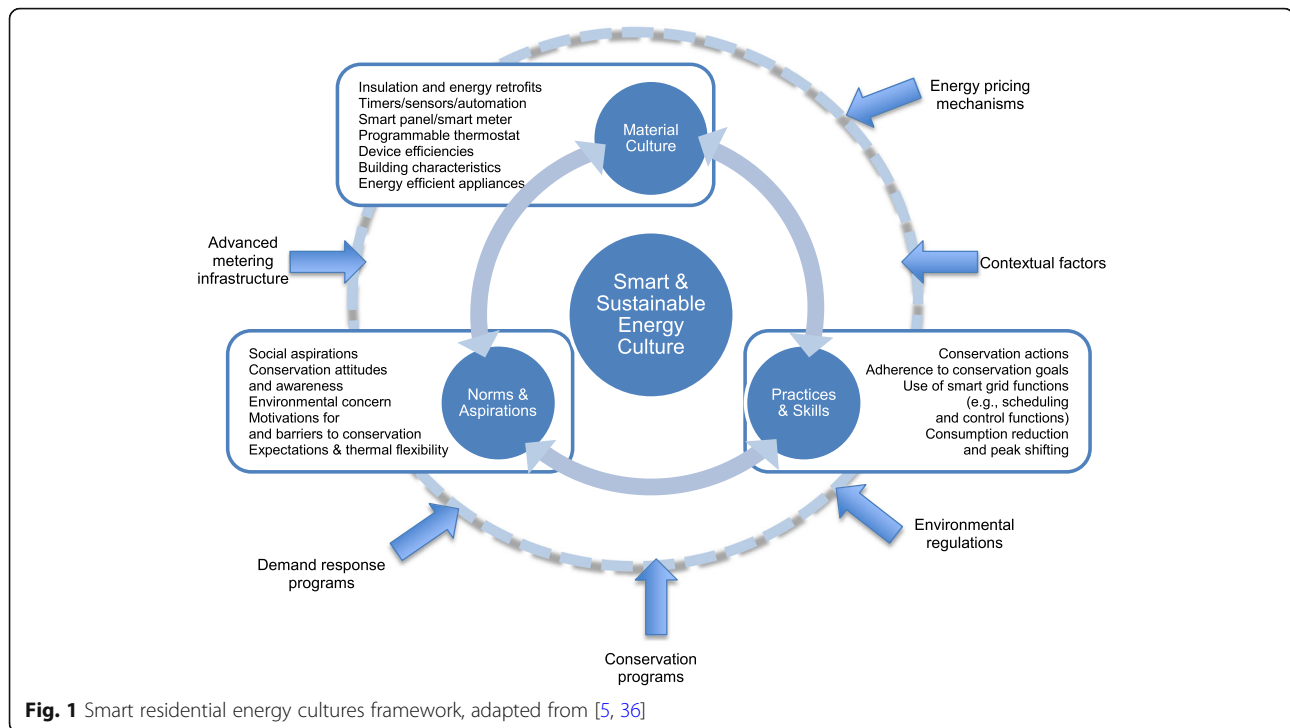 Insulation and energy retrofits
Timers/sensors/automation
Smart panel/smart meter
Programmable thermostat
Device efficiencies
Building characteristics
Energy efficient appliances
Material
Culture
Energy pricing
mechanisms
Advanced
metering
infrastructure
Contextual factors
Smart &
Sustainable
Energy
Culture
Social aspirations
Conservation attitudes
and awareness
Environmental concern
Motivations for
and barriers to conservation
Expectations & thermal flexibility
Norms &
Aspirations
Practices
& Skills
Conservation actions
Adherence to conservation goals
Use of smart grid functions
(e.g., scheduling
and control functions)
Consumption reduction
and peak shifting
Demand response
programs
Environmental
regulations
Conservation
programs
Fig. 1 Smart residential energy cultures framework, adapted from [5, 36]